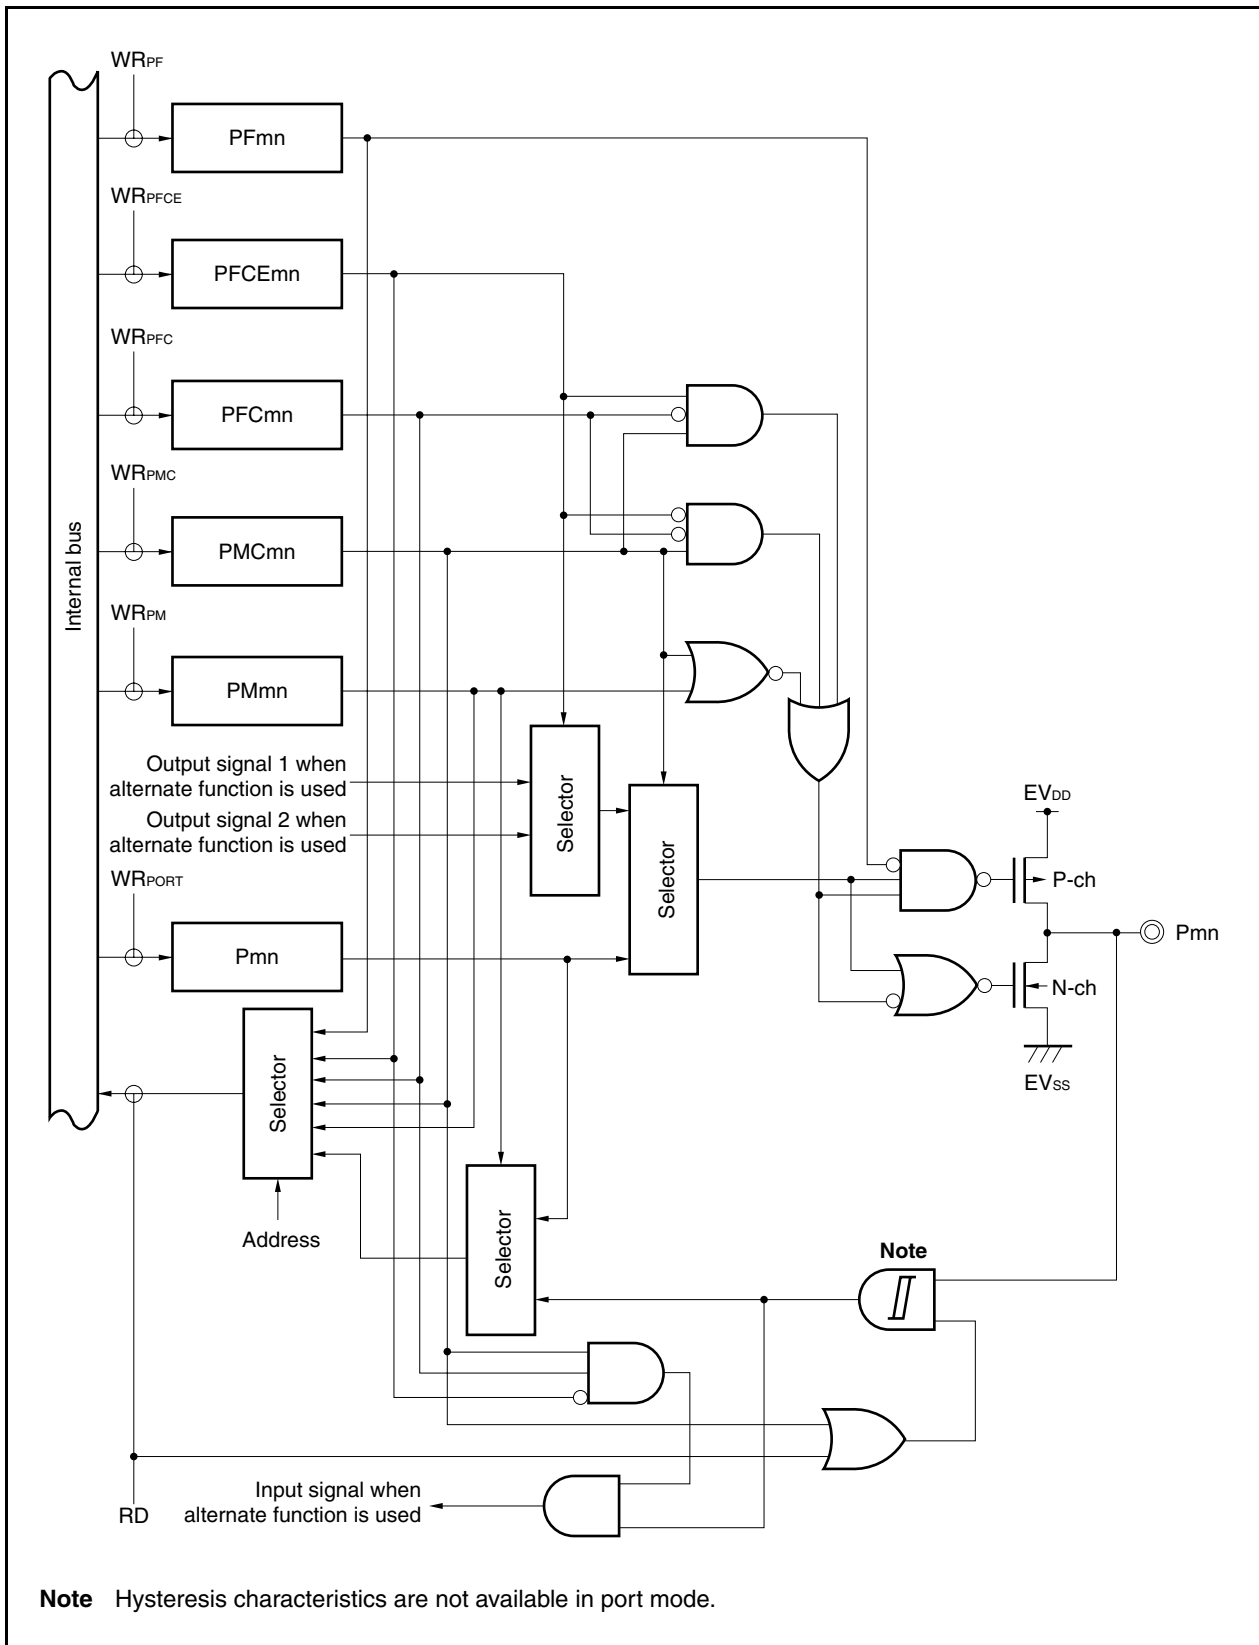 WRPF
PFmn
WRPFCE
PFCEmn
WRPFC
PFCmn
WRPMC
PMCmn
Internal bus
WRPM
PMmn
Output signal 1 when
alternate function is used
Output signal 2 when
alternate function is used
Selector
Selector
EVDD
P-ch
WRPORT
Pmn
Pmn
N-ch
EVSS
Selector
Address
Selector
Note
Input signal when
alternate function is used
RD
Note Hysteresis characteristics are not available in port mode.